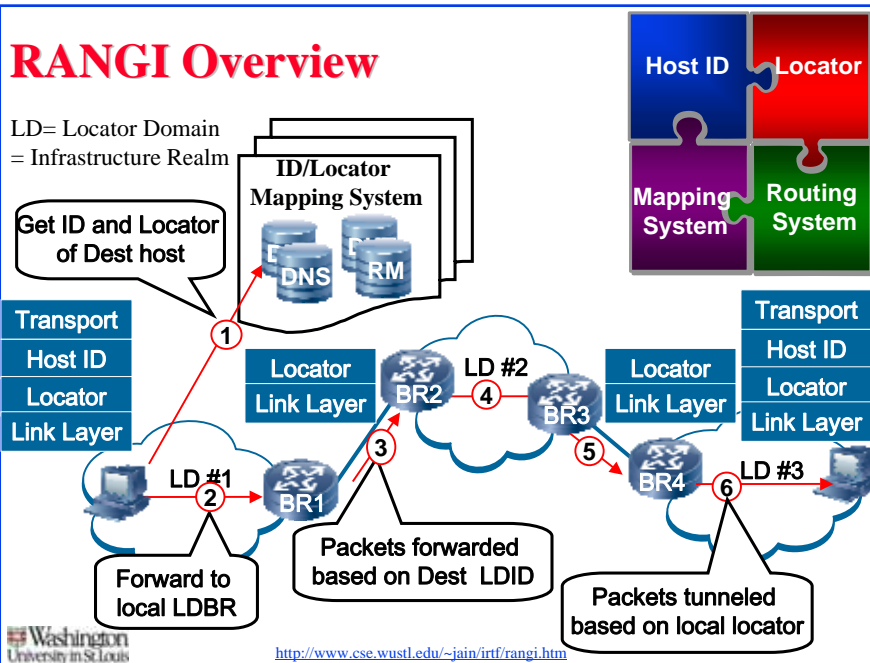 RANGI Overview
LD= Locator Domain
= Infrastructure Realm
Host ID
Locator
Mapping
System
Routing
System
ID/Locator
Mapping System
DNS
RM
Get ID and Locator
of Dest host
1
Transport
Host ID
Locator
Link Layer
Locator
Link Layer
BR2
LD #2
4
BR3
Locator
Link Layer
Transport
Host ID
Locator
Link Layer
LD #1
2
BR1
3
5
BR4
6
LD #3
Forward to
local LDBR
Packets forwarded
based on Dest LDID
Packets tunneled
based on local locator
Washington
University in St. Louis
http://www.cse.wustl.edu/~jain/irtf/rangi.htm